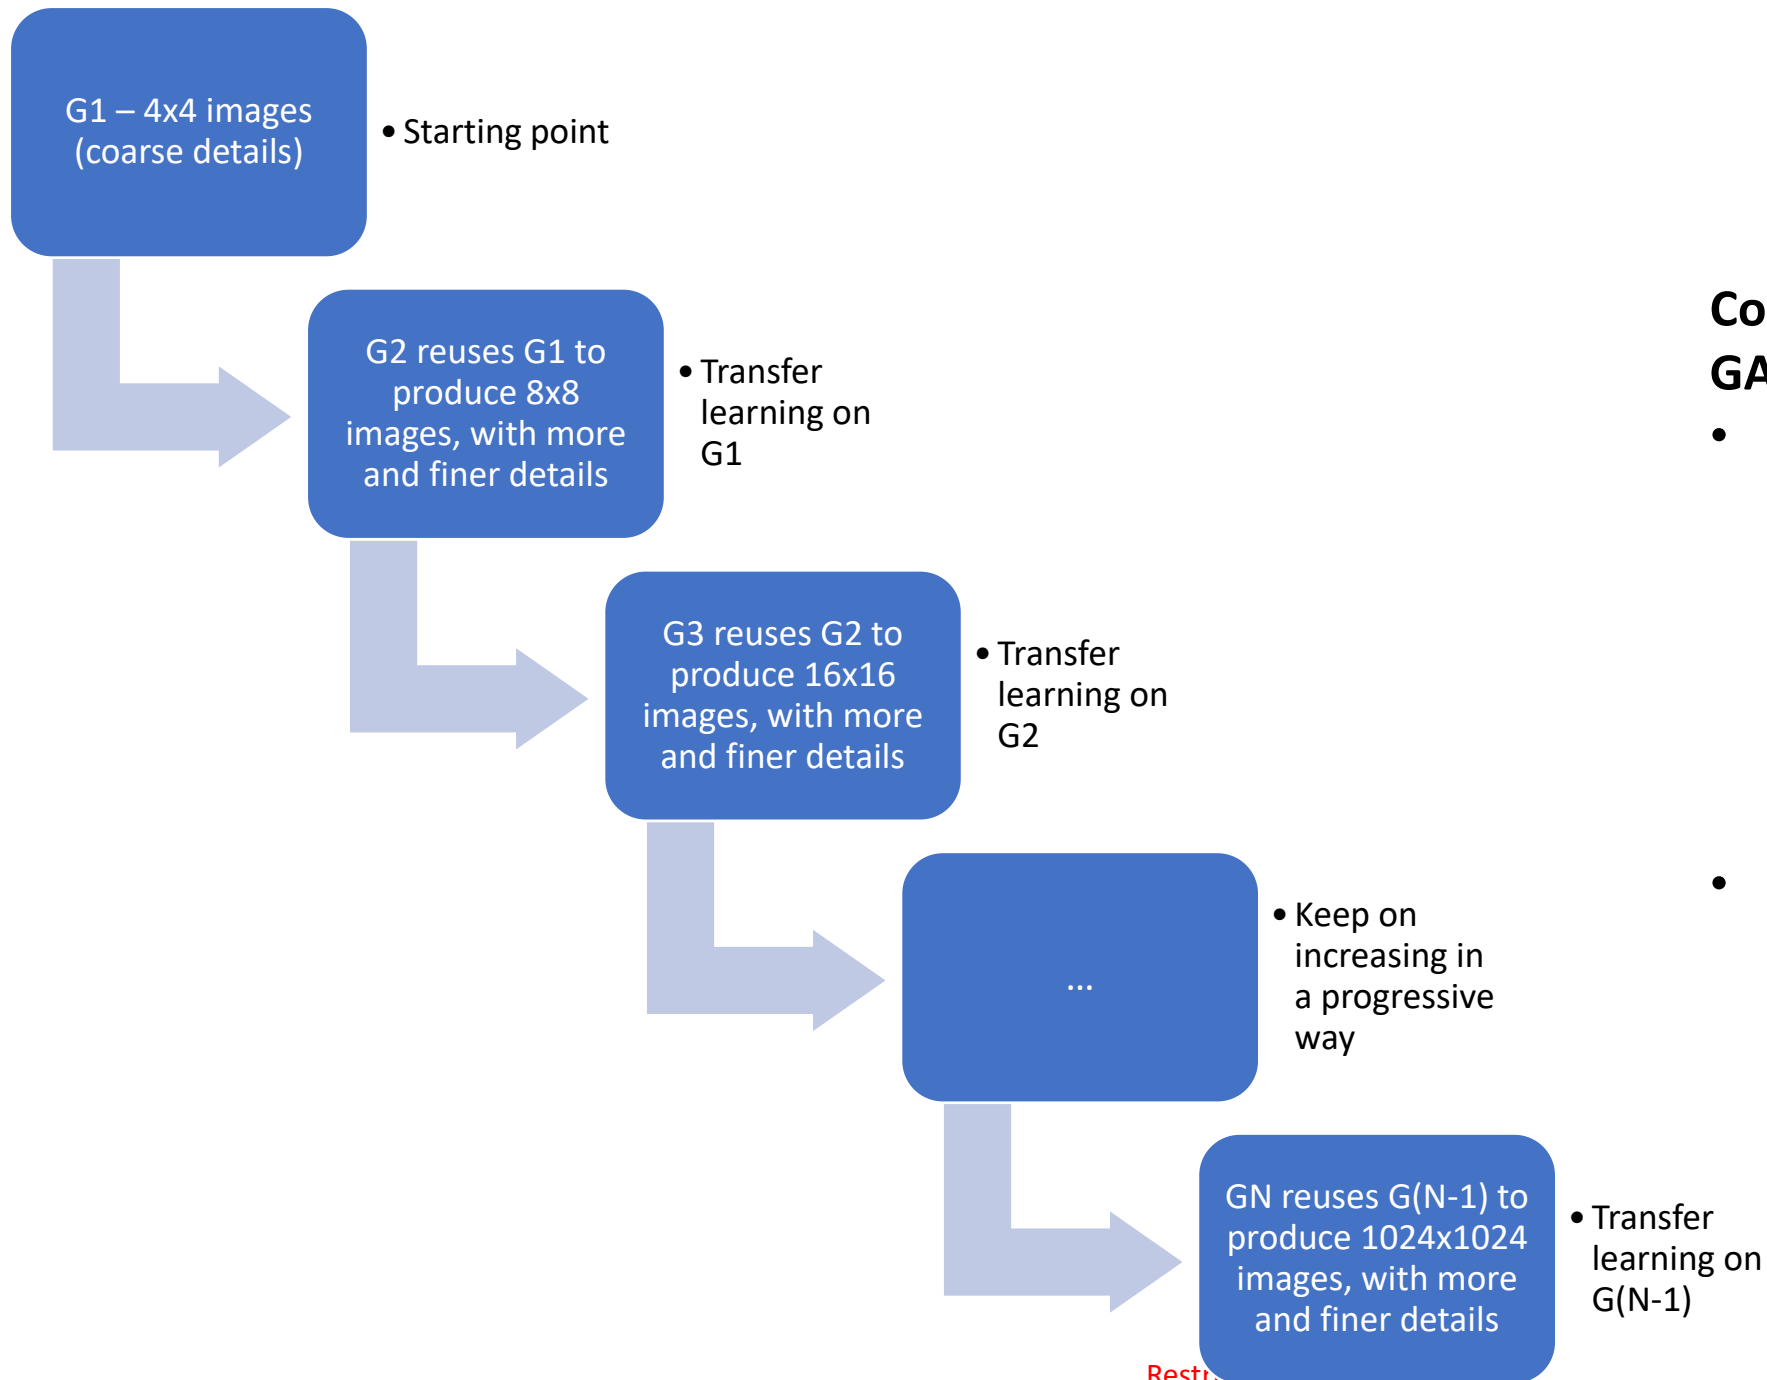 G1 – 4x4 images
(coarse details)
• Starting point
G2 reuses G1 to
produce 8x8
images, with more
and finer details
• Transfer
learning on
G1
G3 reuses G2 to
produce 16x16
images, with more
and finer details
• Transfer
learning on
G2
...
• Keep on
increasing in
a progressive
way
GN reuses G(N-1) to
produce 1024x1024
images, with more
and finer details
• Transfer
learning on
G(N-1)